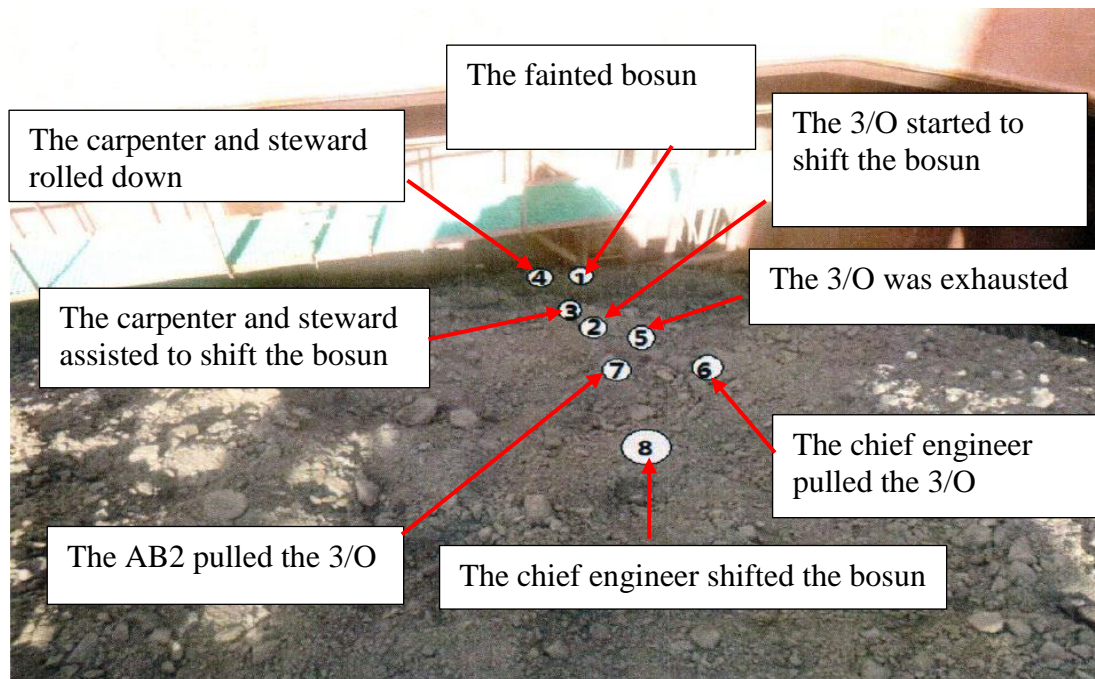 The fainted bosun
The carpenter and steward
rolled down
The 3/O started to
shift the bosun
The 3/O was exhausted
The carpenter and steward
assisted to shift the bosun
4
1
3
2
5
7
6
8
The chief engineer
pulled the 3/O
The AB2 pulled the 3/O
The chief engineer shifted the bosun